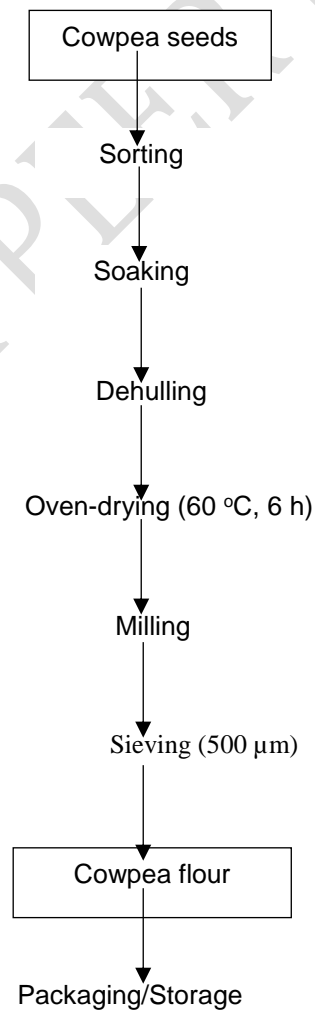 Cowpea seeds
Sorting
Soaking
Dehulling
Oven-drying (60 °C, 6 h)
Milling
Sieving (500 µm)
Cowpea flour
Packaging/Storage